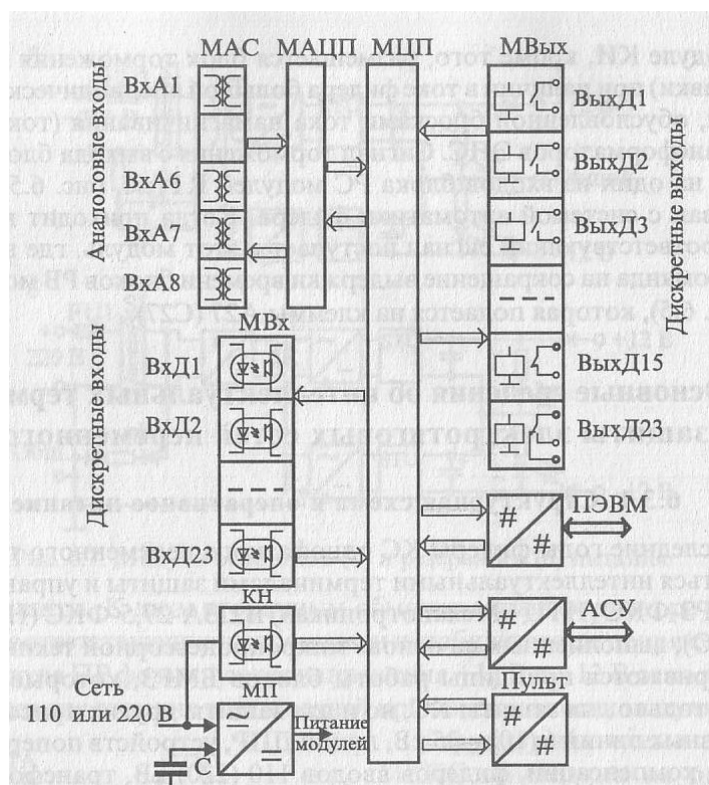 МАС МАЦП МЦП МВых
ВхА1
ВхА6
ВхА7
ВхА8
Аналоговые входы
ВыхД1
ВыхД2
ВыхД3
ВыхД15
ВыхД23
Дискретные выходы
МВх
ВхД1
ВхД2
ВхД23
Дискретные выходы
КН
# #
ПЭВМ
# #
АСУ
Пульт
# #
Сеть
110 или 220 В
С
МП
Питание
модулей